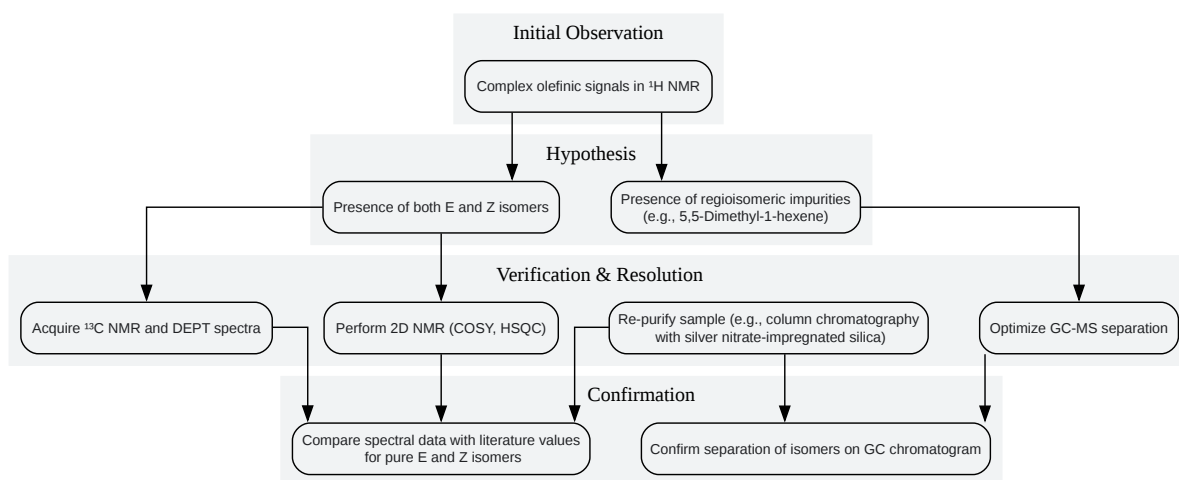 Initial Observation
Complex olefinic signals in ¹H NMR
Hypothesis
Presence of both E and Z isomers
Presence of regioisomeric impurities
(e.g., 5,5-Dimethyl-1-hexene)
Verification & Resolution
Acquire ¹³C NMR and DEPT spectra
Perform 2D NMR (COSY, HSQC)
Re-purify sample (e.g., column chromatography
with silver nitrate-impregnated silica)
Optimize GC-MS separation
Confirmation
Compare spectral data with literature values
for pure E and Z isomers
Confirm separation of isomers on GC chromatogram